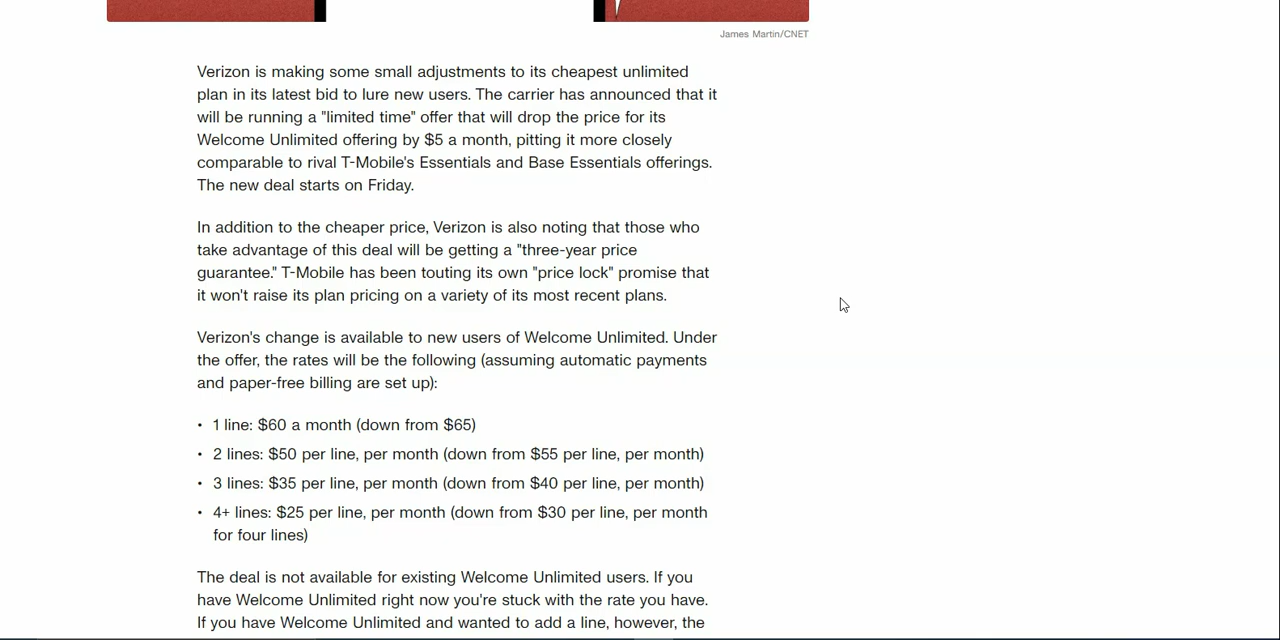 James Martin/CNET
Verizon is making some small adjustments to its cheapest unlimited
plan in its latest bid to lure new users. The carrier has announced that it
will be running a "limited time" offer that will drop the price for its
Welcome Unlimited offering by $5 a month, pitting it more closely
comparable to rival T-Mobile's Essentials and Base Essentials offerings.
The new deal starts on Friday.
In addition to the cheaper price, Verizon is also noting that those who
take advantage of this deal will be getting a "three-year price
guarantee." T-Mobile has been touting its own "price lock" promise that
it won't raise its plan pricing on a variety of its most recent plans.
Verizon's change is available to new users of Welcome Unlimited. Under
the offer, the rates will be the following (assuming automatic payments
and paper-free billing are set up):
• 1 line: $60 a month (down from $65)
• 2 lines: $50 per line, per month (down from $55 per line, per month)
• 3 lines: $35 per line, per month (down from $40 per line, per month)
• 4+ lines: $25 per line, per month (down from $30 per line, per month
for four lines)
The deal is not available for existing Welcome Unlimited users. If you
have Welcome Unlimited right now you're stuck with the rate you have.
If you have Welcome Unlimited and wanted to add a line, however, the